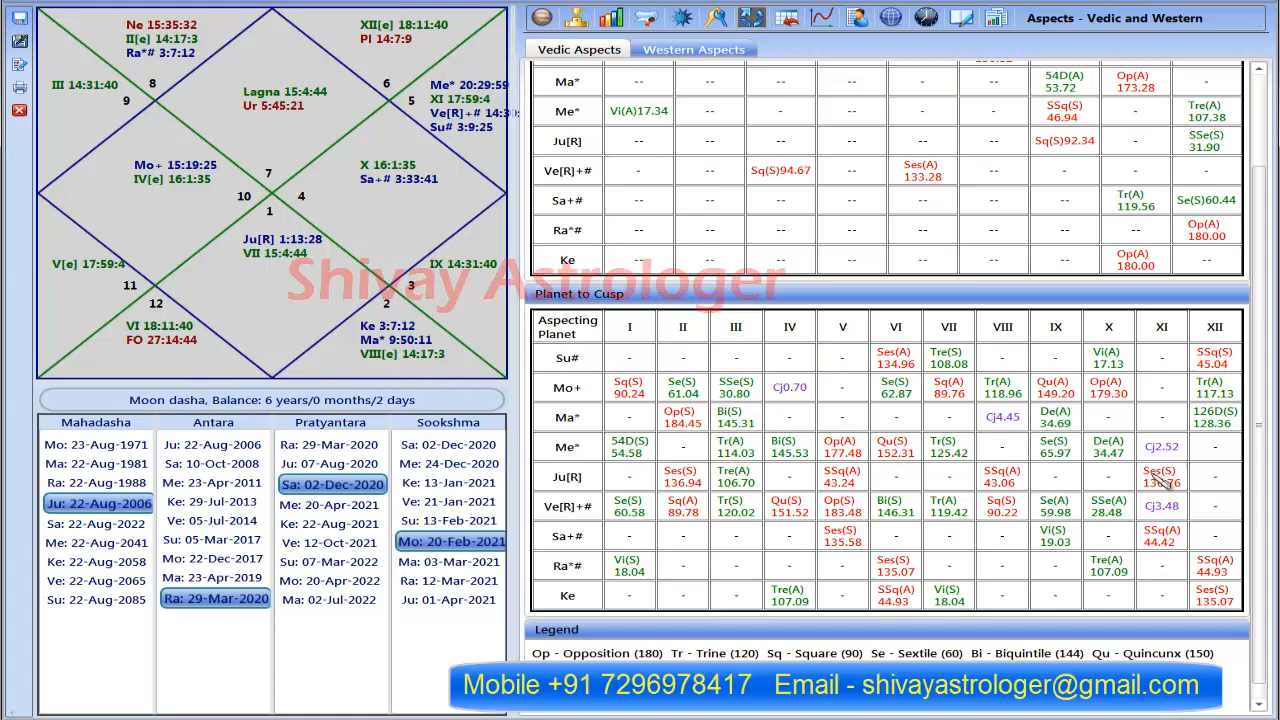 Aspects - Vedic and Western
Vedic Aspects Western Aspects
Ne 15:35:32
II[e] 14:17:3
Ra*# 3:7:12
XII[e] 18:11:40
Pl 14:7:9
III 14:31:40
8
9
Lagna 15:4:44
Ur 5:45:21
6
5
Me* 20:29:59
XI 17:59:4
Ve[R]+#
Su# 3:9:25
Mo+ 15:19:25
IV[e] 16:1:35
7
X 16:1:35
Sa+# 3:33:41
10
4
1
Ju[R] 1:13:28
VII 15:4:44
V[e] 17:59:4
IX 14:31:40
11
3
12
2
VI 18:11:40
FO 27:14:44
Ke 3:7:12
Ma* 9:50:11
VIII[e] 14:17:3
Shivay Astrologer
Moon dasha, Balance: 6 years/0 months/2 days
Mahadasha Antara Pratyantara Sookshma
Mo: 23-Aug-1971 Ju: 22-Aug-2006 Ra: 29-Mar-2020 Sa: 02-Dec-2020
Ma: 22-Aug-1981 Sa: 10-Oct-2008 Ju: 07-Aug-2020 Me: 24-Dec-2020
Ra: 22-Aug-1988 Me: 23-Apr-2011 Sa: 02-Dec-2020 Ke: 13-Jan-2021
Ju: 22-Aug-2006 Ke: 29-Jul-2013 Me: 20-Apr-2021 Ve: 21-Jan-2021
Sa: 22-Aug-2022 Ve: 05-Jul-2014 Ke: 22-Aug-2021 Su: 13-Feb-2021
Me: 22-Aug-2041 Su: 05-Mar-2017 Ve: 12-Oct-2021 Mo: 20-Feb-2021
Ke: 22-Aug-2058 Mo: 22-Dec-2017 Su: 07-Mar-2022 Ma: 03-Mar-2021
Ve: 22-Aug-2065 Ma: 23-Apr-2019 Mo: 20-Apr-2022 Ra: 12-Mar-2021
Su: 22-Aug-2085 Ra: 29-Mar-2020 Ma: 02-Jul-2022 Ju: 01-Apr-2021
Ma* -- -- -- -- -- -- -- 54D(A) 53.72 Op(A) 173.28 -
Me* Vi(A)17.34 -- - - -- - -- SSq(S) 46.94 - Tre(A) 107.38
Ju[R] -- -- -- -- -- -- -- Sq(S)92.34 - SSe(S) 31.90
Ve[R]+# - -- Sq(S)94.67 -- Ses(A) 133.28 -- -- - -
Sa+# -- -- -- -- -- -- -- -- Tr(A) 119.56 Se(S)60.44
Ra*# -- -- -- -- -- -- -- -- -- Op(A) 180.00
Ke -- -- -- -- -- -- -- -- Op(A) 180.00 --
Planet to Cusp
Aspecting Planet I II III IV V VI VII VIII IX X XI XII
Su# - - - - - Ses(A) 134.96 Tre(S) 108.08 - - Vi(A) 17.13 - SSq(S) 45.04
Mo+ Sq(S) 90.24 Se(S) 61.04 SSe(S) 30.80 Cj0.70 - Se(S) 62.87 Sq(A) 89.76 Tr(A) 118.96 Qu(A) 149.20 Op(A) 179.30 - Tr(A) 117.13
Ma* - Op(S) 184.45 Bi(S) 145.31 - - - - Cj4.45 De(A) 34.69 - - 126D(S) 128.36
Me* 54D(S) 54.58 - Tr(A) 114.03 Bi(S) 145.53 Op(A) 177.48 Qu(S) 152.31 Tr(S) 125.42 - Se(S) 65.97 De(A) 34.47 Cj2.52 -
Ju[R] - Ses(S) 136.94 Tre(A) 106.70 - SSq(A) 43.24 - - SSq(A) 43.06 - - Ses(S) -
Ve[R]+# Se(S) 60.58 Sq(A) 89.78 Tr(S) 120.02 Qu(S) 151.52 Op(S) 183.48 Bi(S) 146.31 Tr(A) 119.42 Sq(S) 90.22 Se(A) 59.98 SSe(A) 28.48 Cj3.48 -
Sa+# - - - - Ses(S) 135.58 - - - Vi(S) 19.03 - SSq(A) 44.42 -
Ra*# Vi(S) 18.04 - - - - Ses(S) 135.07 - - - Tre(A) 107.09 - SSq(A) 44.93
Ke - - - Tre(A) 107.09 - SSq(A) 44.93 Vi(S) 18.04 - - - - Ses(S) 135.07
Legend
Op - Opposition (180) Tr - Trine (120) Sq - Square (90) Se - Sextile (60) Bi - Biquintile (144) Qu - Quincunx (150)
Mobile +91 7296978417 Email - shivayastrologer@gmail.com